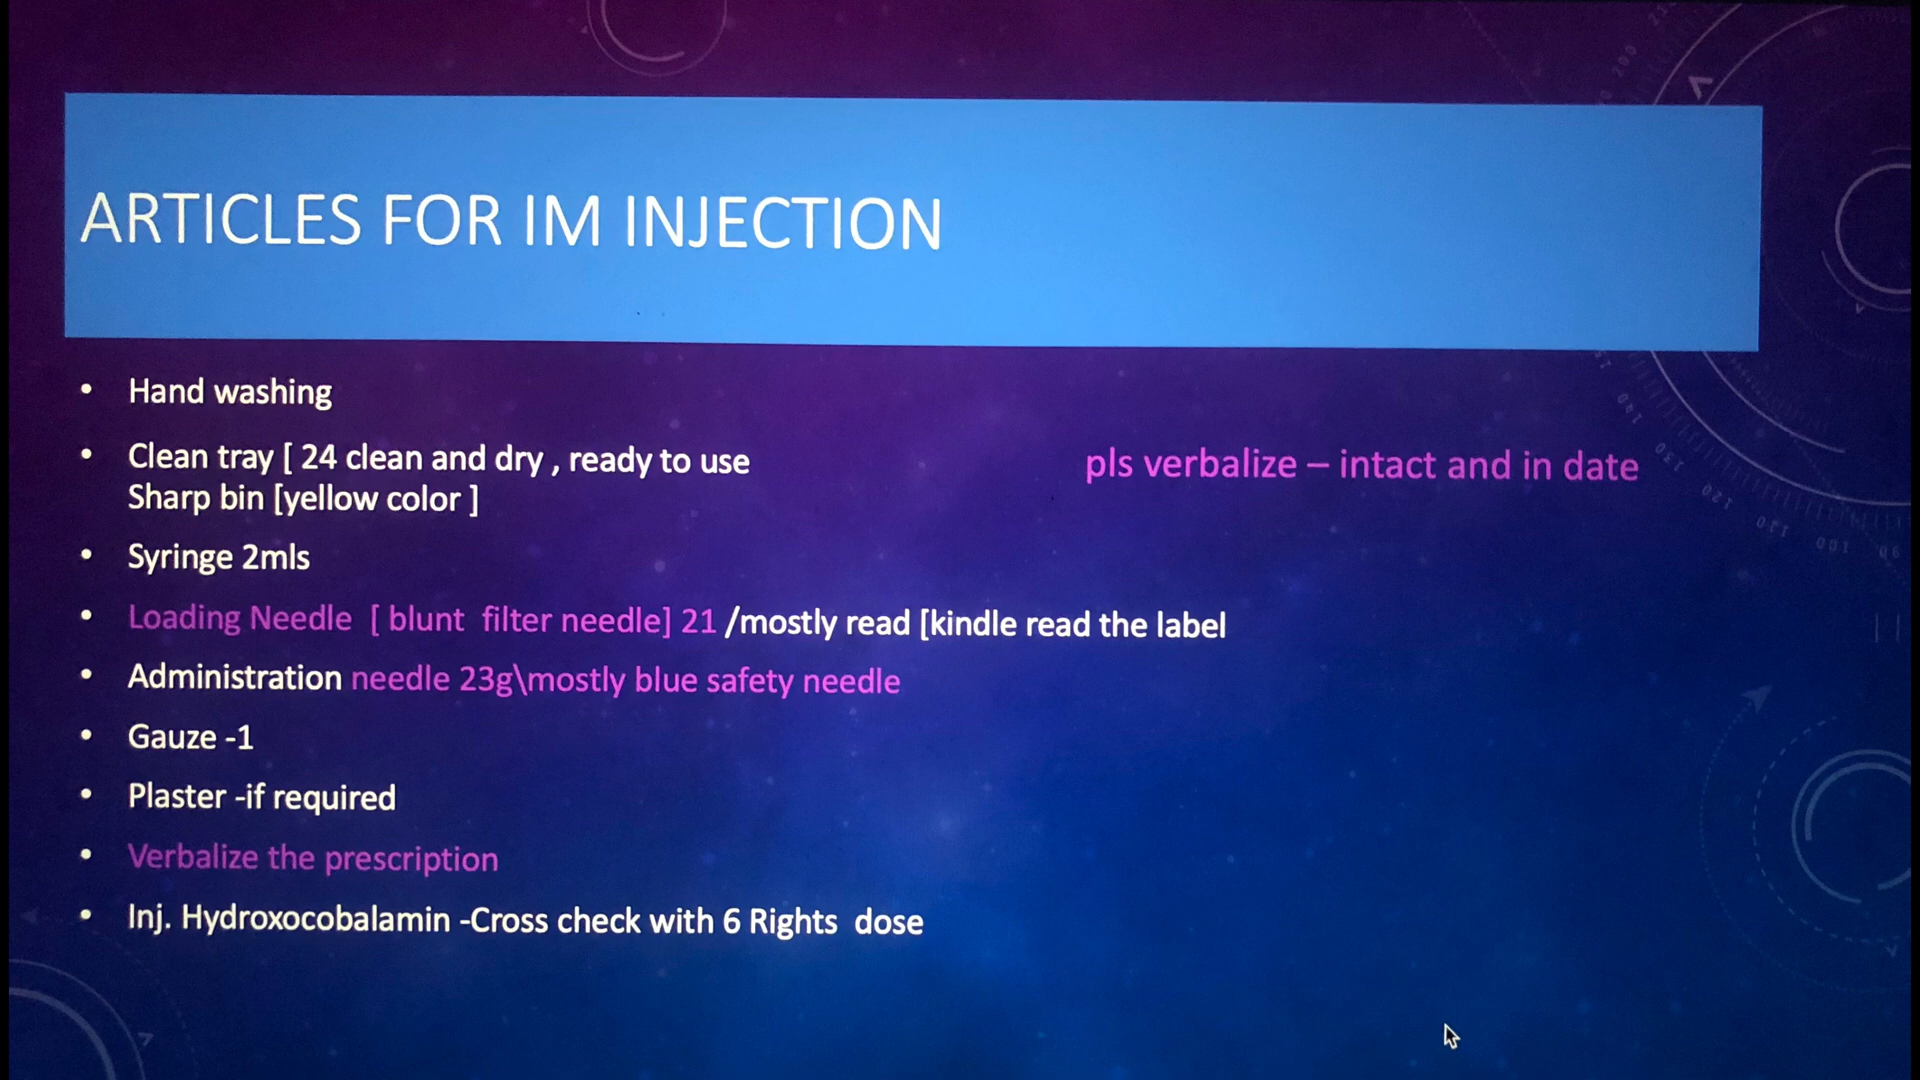 ARTICLES FOR IM INJECTION
• Hand washing
• Clean tray [ 24 clean and dry , ready to use pls verbalize – intact and in date
Sharp bin [yellow color ]
• Syringe 2mls
• Loading Needle [ blunt filter needle] 21 /mostly read [kindle read the label
• Administration needle 23g\mostly blue safety needle
• Gauze -1
• Plaster -if required
• Verbalize the prescription
• Inj. Hydroxocobalamin -Cross check with 6 Rights dose